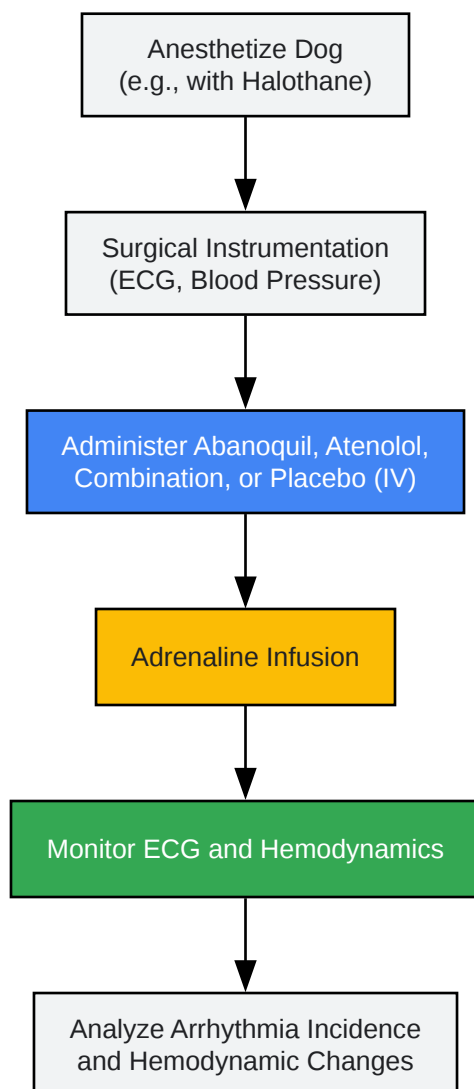 Anesthetize Dog
(e.g., with Halothane)
Surgical Instrumentation
(ECG, Blood Pressure)
Administer Abanoquil, Atenolol,
Combination, or Placebo (IV)
Adrenaline Infusion
Monitor ECG and Hemodynamics
Analyze Arrhythmia Incidence
and Hemodynamic Changes